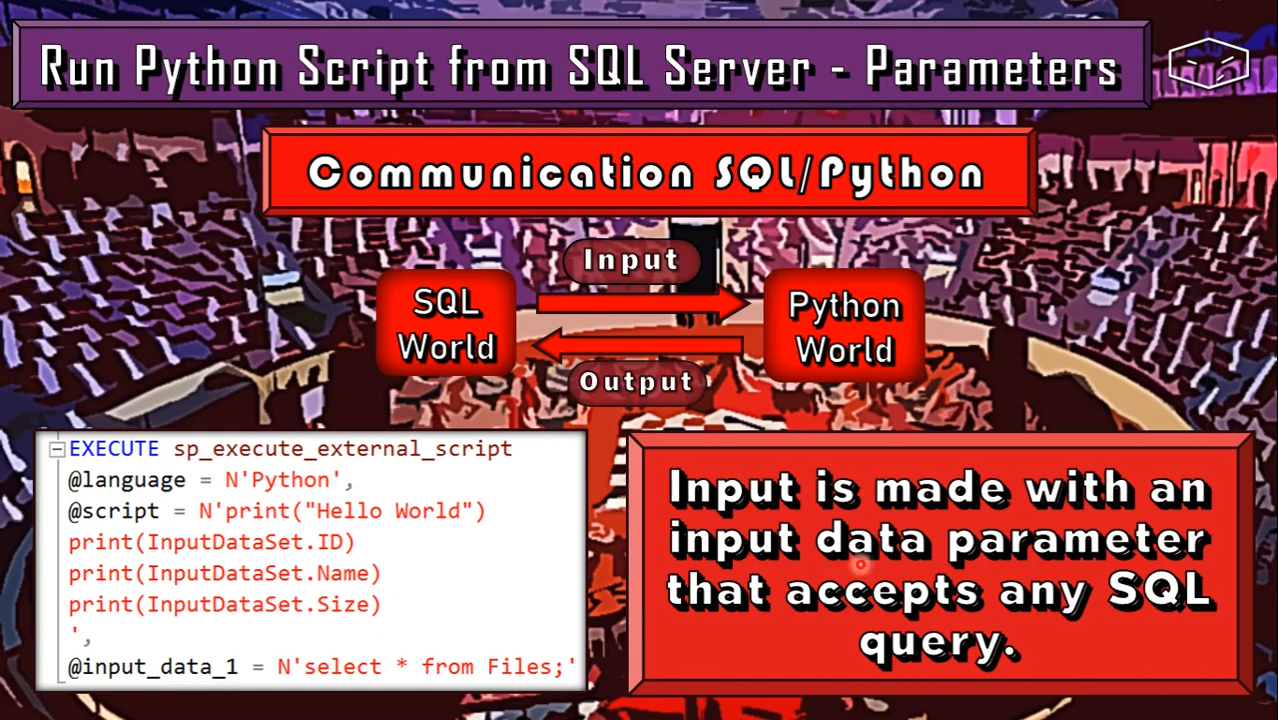 Run Python Script from SQL Server - Parameters
Communication SQL/Python
Input
SQL
World
Python
World
Output
EXECUTE sp_execute_external_script
@language = N'Python',
@script = N'print("Hello World")
print(InputDataSet.ID)
print(InputDataSet.Name)
print(InputDataSet.Size)
',
@input_data_1 = N'select * from Files;'
Input is made with an
input data parameter
that accepts any SQL
query.